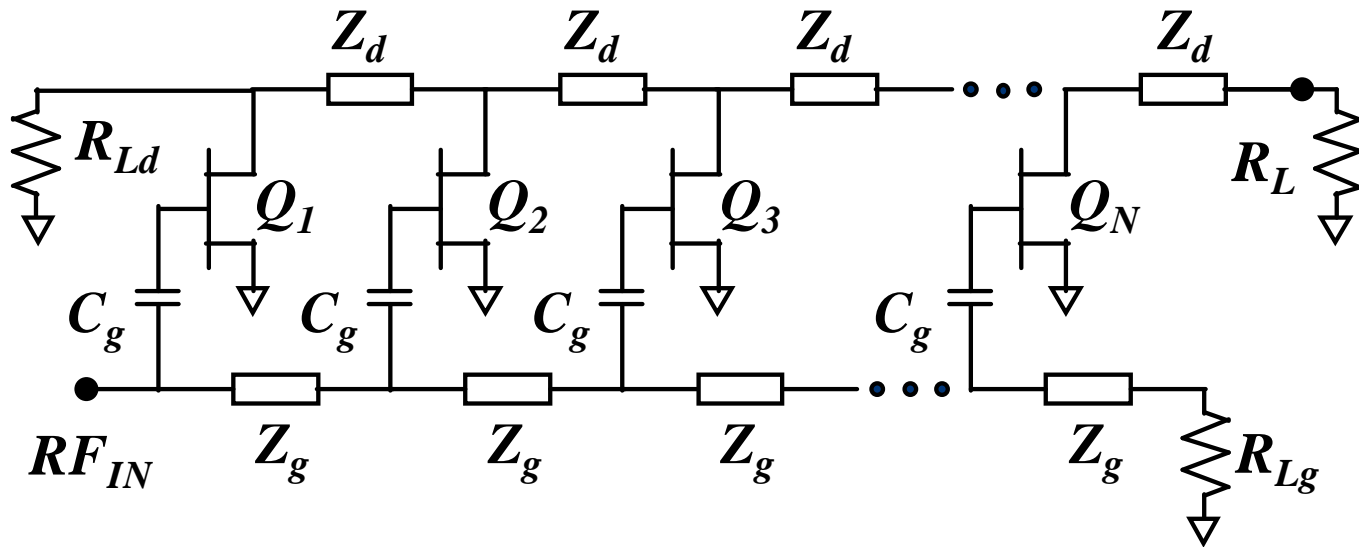 Z_d Z_d Z_d Z_d
R_Ld R_L
Q_1 Q_2 Q_3 Q_N
C_g C_g C_g C_g
RF_IN Z_g Z_g Z_g Z_g R_Lg